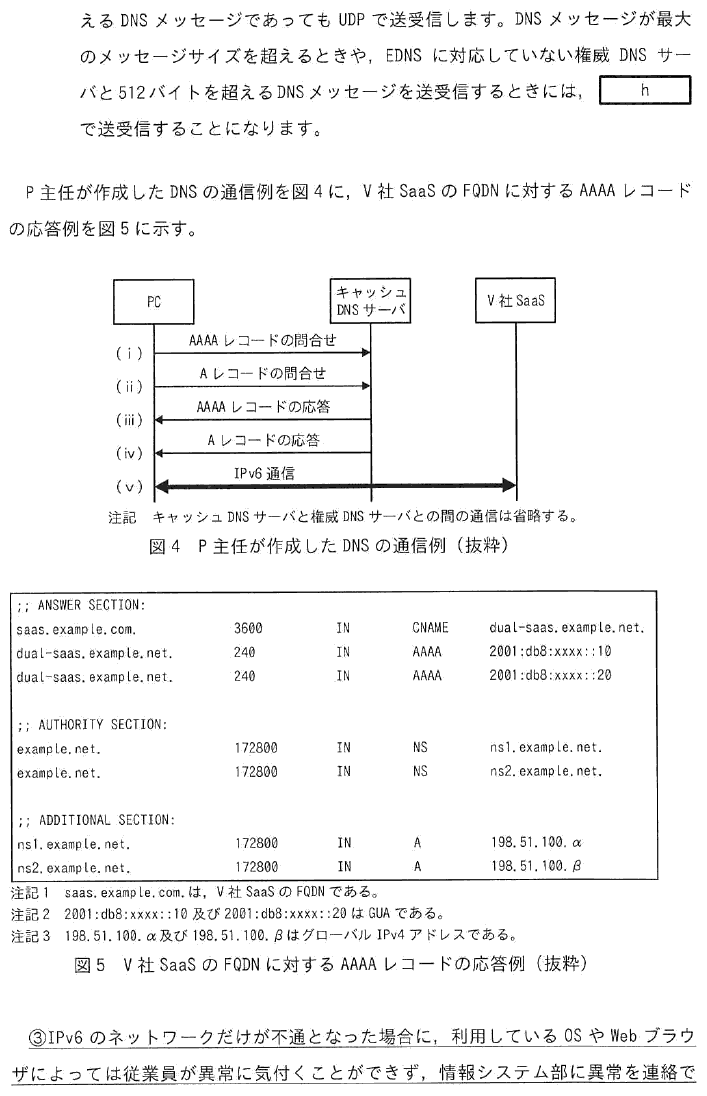 える DNS メッセージであっても UDP で送受信します。DNS メッセージが最大
のメッセージサイズを超えるときや，EDNS に対応していない権威 DNS サー
バと512バイトを超えるDNSメッセージを送受信するときには， h
で送受信することになります。
P主任が作成した DNS の通信例を図4に，V社 SaaS の FQDN に対する AAAA レコード
の応答例を図5に示す。
PC
キャッシュ
DNS サーバ
V社 SaaS
(ⅰ) AAAA レコードの問合せ
(ⅱ) A レコードの問合せ
(ⅲ) AAAA レコードの応答
(ⅳ) A レコードの応答
(ⅴ) IPv6 通信
注記 キャッシュ DNS サーバと権威 DNS サーバとの間の通信は省略する。
図4 P主任が作成した DNS の通信例（抜粋）
;; ANSWER SECTION:
saas.example.com. 3600 IN CNAME dual-saas.example.net.
dual-saas.example.net. 240 IN AAAA 2001:db8:xxxx::10
dual-saas.example.net. 240 IN AAAA 2001:db8:xxxx::20
;; AUTHORITY SECTION:
example.net. 172800 IN NS ns1.example.net.
example.net. 172800 IN NS ns2.example.net.
;; ADDITIONAL SECTION:
ns1.example.net. 172800 IN A 198.51.100.α
ns2.example.net. 172800 IN A 198.51.100.β
注記1 saas.example.com.は，V社 SaaS の FQDN である。
注記2 2001:db8:xxxx::10 及び 2001:db8:xxxx::20 は GUA である。
注記3 198.51.100.α及び 198.51.100.βはグローバル IPv4 アドレスである。
図5 V社 SaaS の FQDN に対する AAAA レコードの応答例（抜粋）
③IPv6 のネットワークだけが不通となった場合に，利用している OS や Web ブラウ
ザによっては従業員が異常に気付くことができず，情報システム部に異常を連絡で